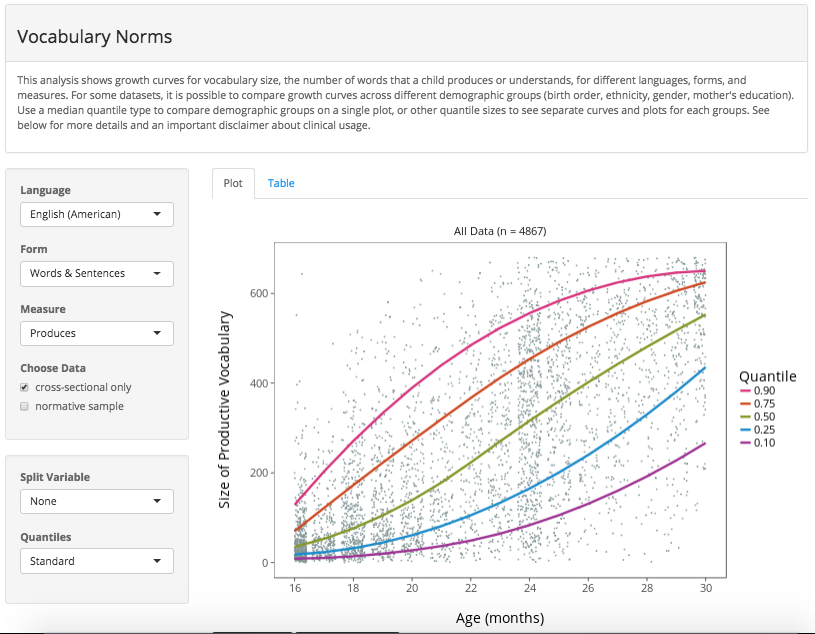 Vocabulary Norms
This analysis shows growth curves for vocabulary size, the number of words that a child produces or understands, for different languages, forms, and
measures. For some datasets, it is possible to compare growth curves across different demographic groups (birth order, ethnicity, gender, mother's education).
Use a median quantile type to compare demographic groups on a single plot, or other quantile sizes to see separate curves and plots for each groups. See
below for more details and an important disclaimer about clinical usage.
Language
English (American)
Form
Words & Sentences
Measure
Produces
Choose Data
cross-sectional only
normative sample
Split Variable
None
Quantiles
Standard
Plot
Table
All Data (n = 4867)
Size of Productive Vocabulary
600
400
200
0
16
18
20
22
24
26
28
30
Age (months)
Quantile
0.90
0.75
0.50
0.25
0.10